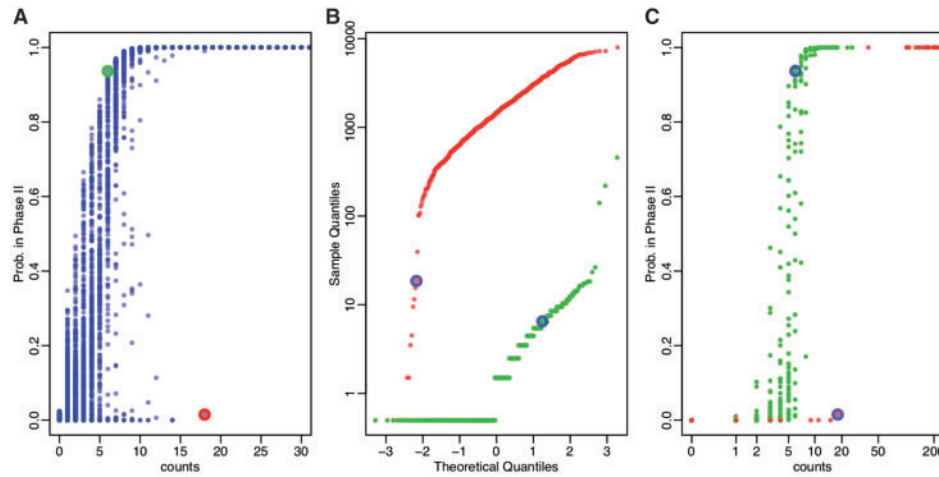 A
B
C
Prob. in Phase II
1.0
0.8
0.6
0.4
0.2
0.0
0 5 10 15 20 25 30
counts
Sample Quantiles
10000
1000
100
10
1
−3 −2 −1 0 1 2 3
Theoretical Quantiles
Prob. in Phase II
1.0
0.8
0.6
0.4
0.2
0.0
0 1 2 5 10 20 50 200
counts